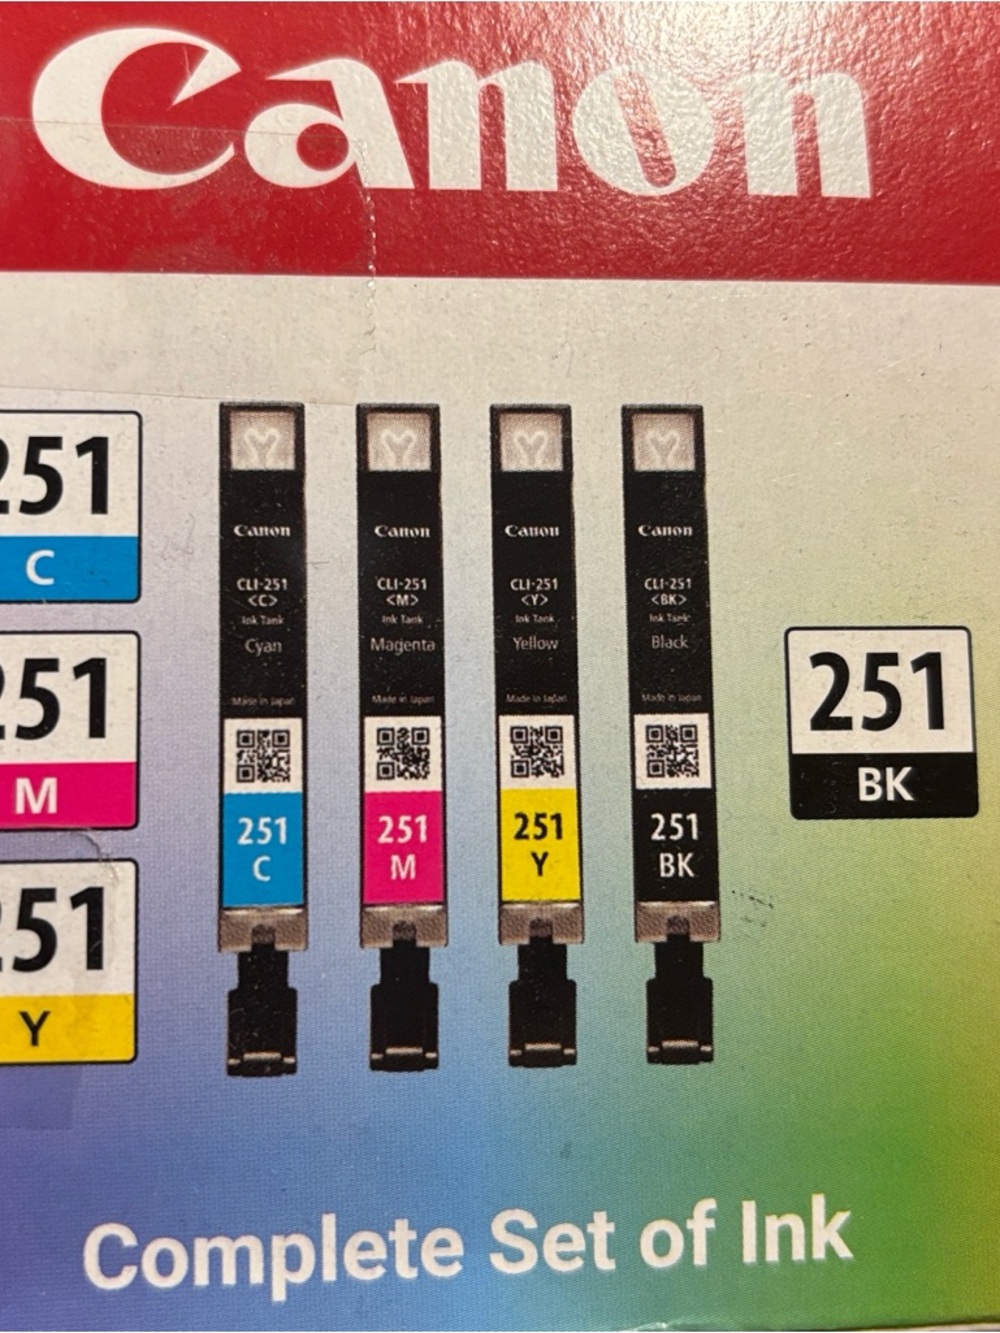 Canon
251
C
251
M
251
Y
Canon
CLI-251
<C>
Ink Tank
Cyan
Made in Japan
251
C
Canon
CLI-251
<M>
Ink Tank
Magenta
Made in Japan
251
M
Canon
CLI-251
<Y>
Ink Tank
Yellow
Made in Japan
251
Y
Canon
CLI-251
<BK>
Ink Tank
Black
Made in Japan
251
BK
251
BK
Complete Set of Ink